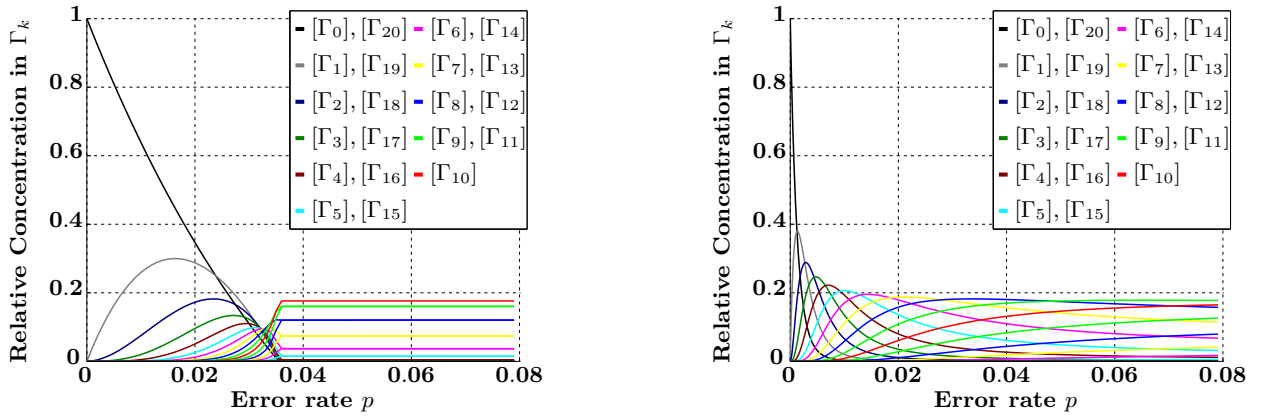 Relative Concentration in Γ_k
1
0.8
0.6
0.4
0.2
0
0
0.02
0.04
0.06
0.08
Error rate p
[Γ_0], [Γ_20]
[Γ_1], [Γ_19]
[Γ_2], [Γ_18]
[Γ_3], [Γ_17]
[Γ_4], [Γ_16]
[Γ_5], [Γ_15]
[Γ_6], [Γ_14]
[Γ_7], [Γ_13]
[Γ_8], [Γ_12]
[Γ_9], [Γ_11]
[Γ_10]
Relative Concentration in Γ_k
1
0.8
0.6
0.4
0.2
0
0
0.02
0.04
0.06
0.08
Error rate p
[Γ_0], [Γ_20]
[Γ_1], [Γ_19]
[Γ_2], [Γ_18]
[Γ_3], [Γ_17]
[Γ_4], [Γ_16]
[Γ_5], [Γ_15]
[Γ_6], [Γ_14]
[Γ_7], [Γ_13]
[Γ_8], [Γ_12]
[Γ_9], [Γ_11]
[Γ_10]